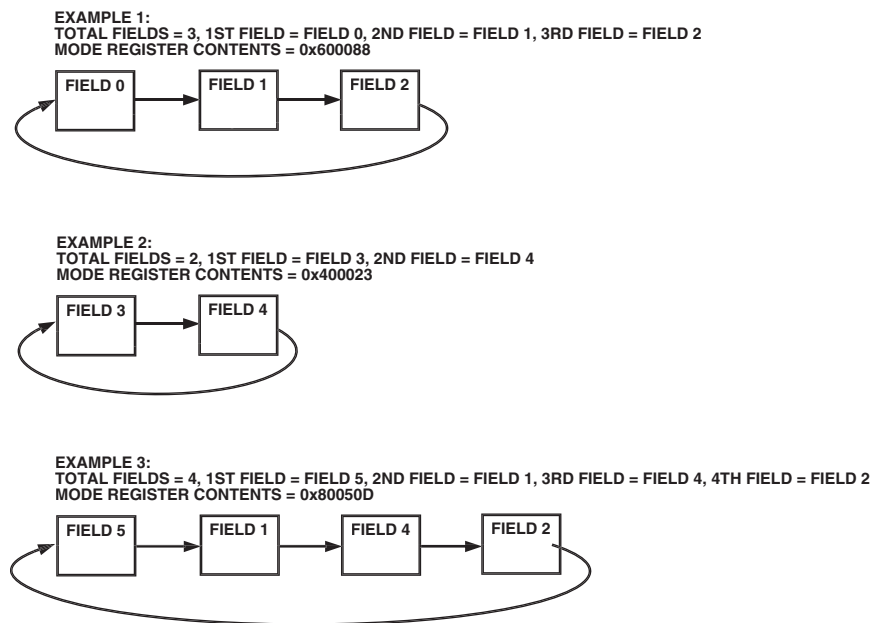 EXAMPLE 1:
TOTAL FIELDS = 3, 1ST FIELD = FIELD 0, 2ND FIELD = FIELD 1, 3RD FIELD = FIELD 2
MODE REGISTER CONTENTS = 0x600088
FIELD 0 FIELD 1 FIELD 2
EXAMPLE 2:
TOTAL FIELDS = 2, 1ST FIELD = FIELD 3, 2ND FIELD = FIELD 4
MODE REGISTER CONTENTS = 0x400023
FIELD 3 FIELD 4
EXAMPLE 3:
TOTAL FIELDS = 4, 1ST FIELD = FIELD 5, 2ND FIELD = FIELD 1, 3RD FIELD = FIELD 4, 4TH FIELD = FIELD 2
MODE REGISTER CONTENTS = 0x80050D
FIELD 5 FIELD 1 FIELD 4 FIELD 2